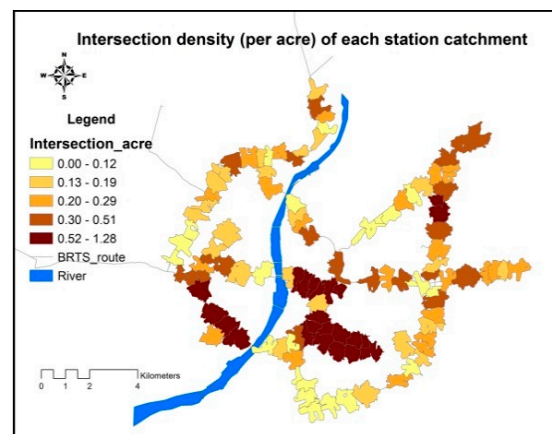 Intersection density (per acre) of each station catchment
N
W E
S
Legend
Intersection_acre
0.00 - 0.12
0.13 - 0.19
0.20 - 0.29
0.30 - 0.51
0.52 - 1.28
BRTS_route
River
Kilometers
0 1 2 4